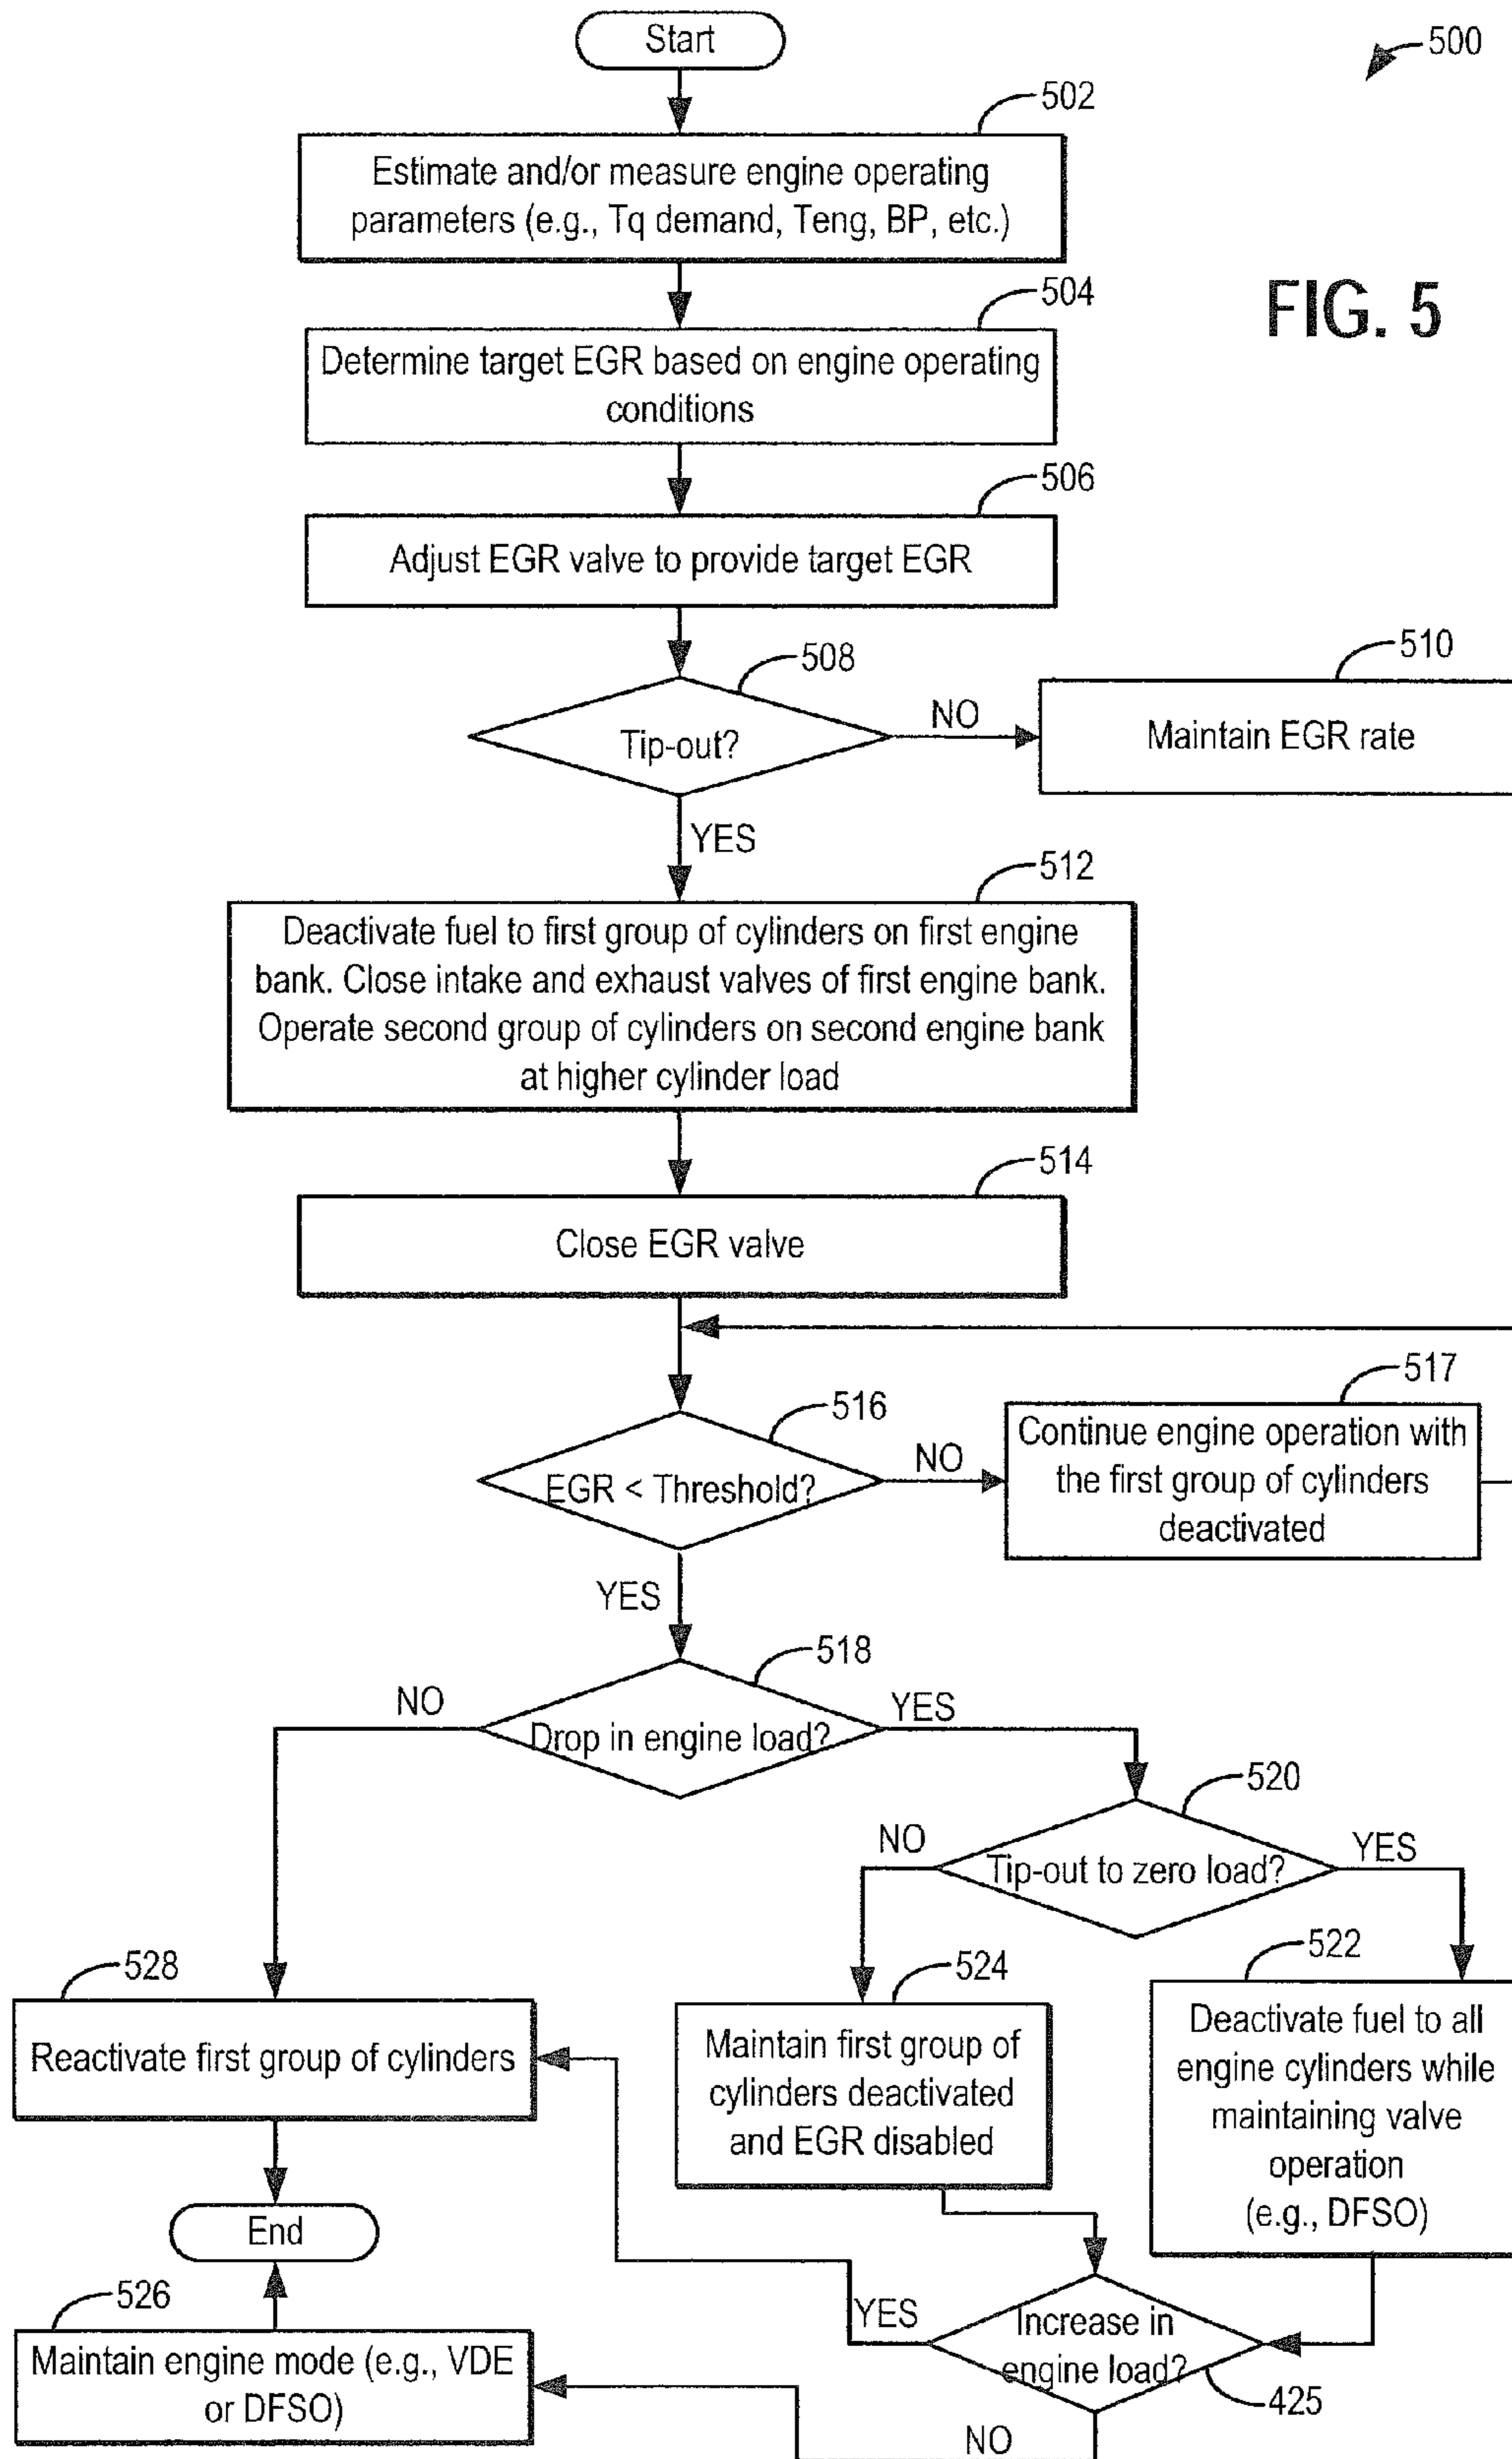 Start
500
502
Estimate and/or measure engine operating
parameters (e.g., Tq demand, Teng, BP, etc.)
FIG. 5
504
Determine target EGR based on engine operating
conditions
506
Adjust EGR valve to provide target EGR
508
Tip-out?
NO
510
Maintain EGR rate
YES
512
Deactivate fuel to first group of cylinders on first engine
bank. Close intake and exhaust valves of first engine bank.
Operate second group of cylinders on second engine bank
at higher cylinder load
514
Close EGR valve
516
EGR < Threshold?
NO
517
Continue engine operation with
the first group of cylinders
deactivated
YES
518
Drop in engine load?
NO
YES
520
Tip-out to zero load?
NO
YES
528
Reactivate first group of cylinders
524
Maintain first group of
cylinders deactivated
and EGR disabled
522
Deactivate fuel to all
engine cylinders while
maintaining valve
operation
(e.g., DFSO)
End
526
Maintain engine mode (e.g., VDE
or DFSO)
YES
Increase in
engine load?
425
NO